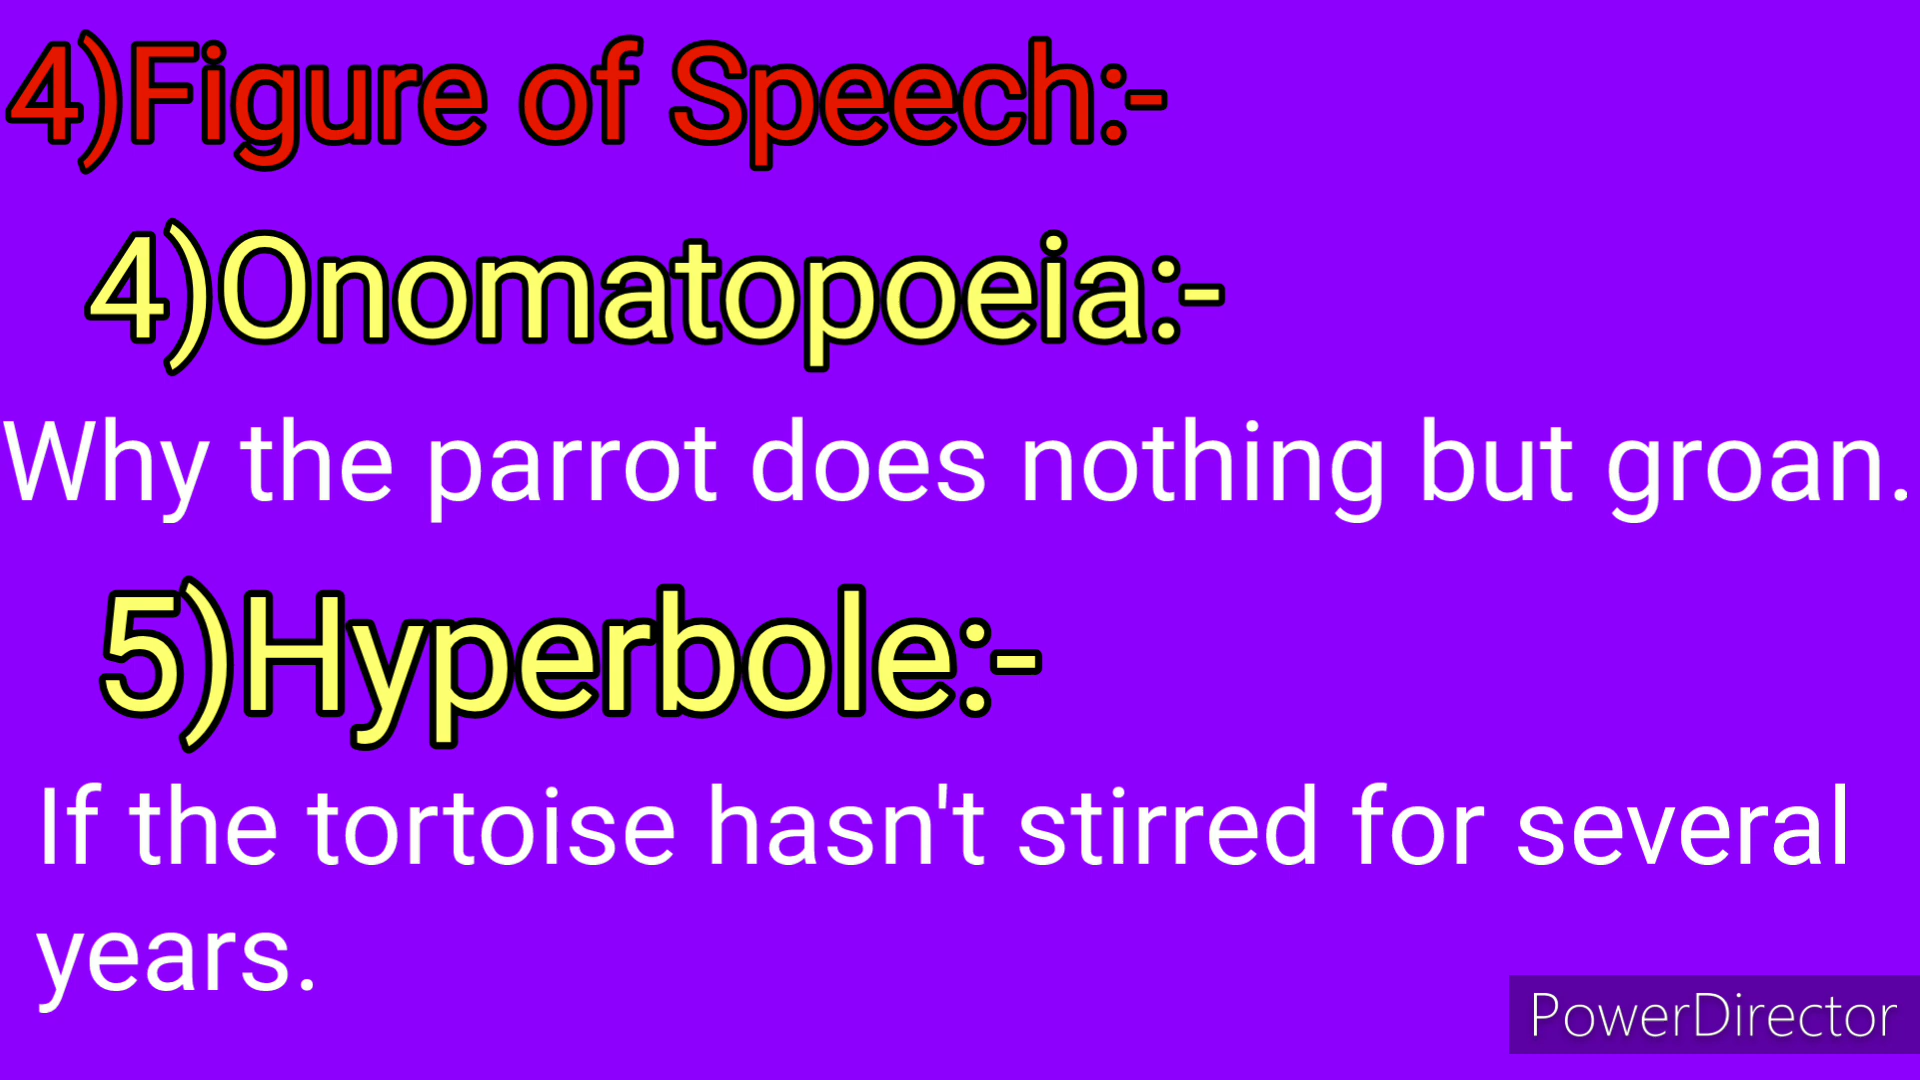 4)Figure of Speech:-
4)Onomatopoeia:-
Why the parrot does nothing but groan.
5)Hyperbole:-
If the tortoise hasn't stirred for several
years.
PowerDirector